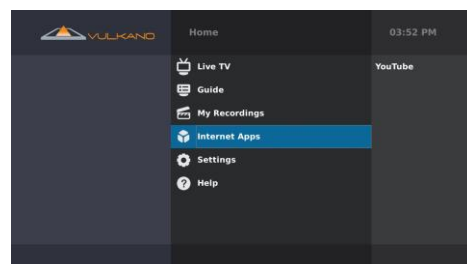 VULKANO
Home
03:52 PM
Live TV
YouTube
Guide
My Recordings
Internet Apps
Settings
Help